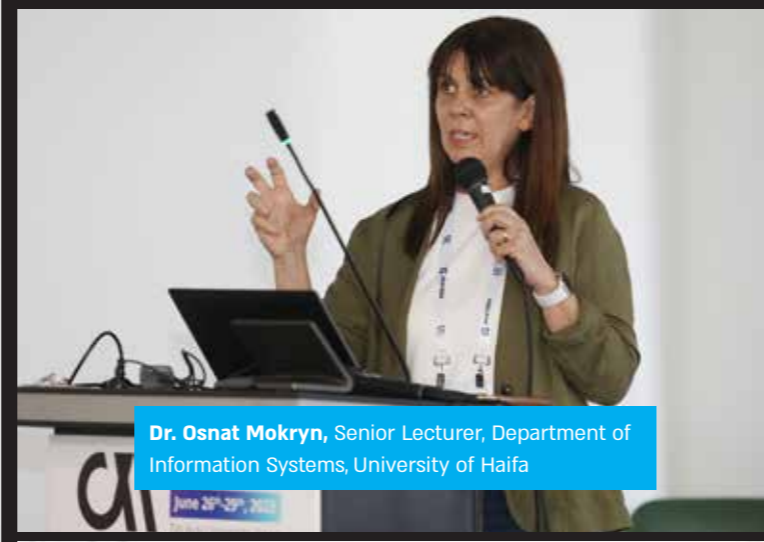 Dr. Osnat Mokryn, Senior Lecturer, Department of
Information Systems, University of Haifa
June 26th-29th, 2023